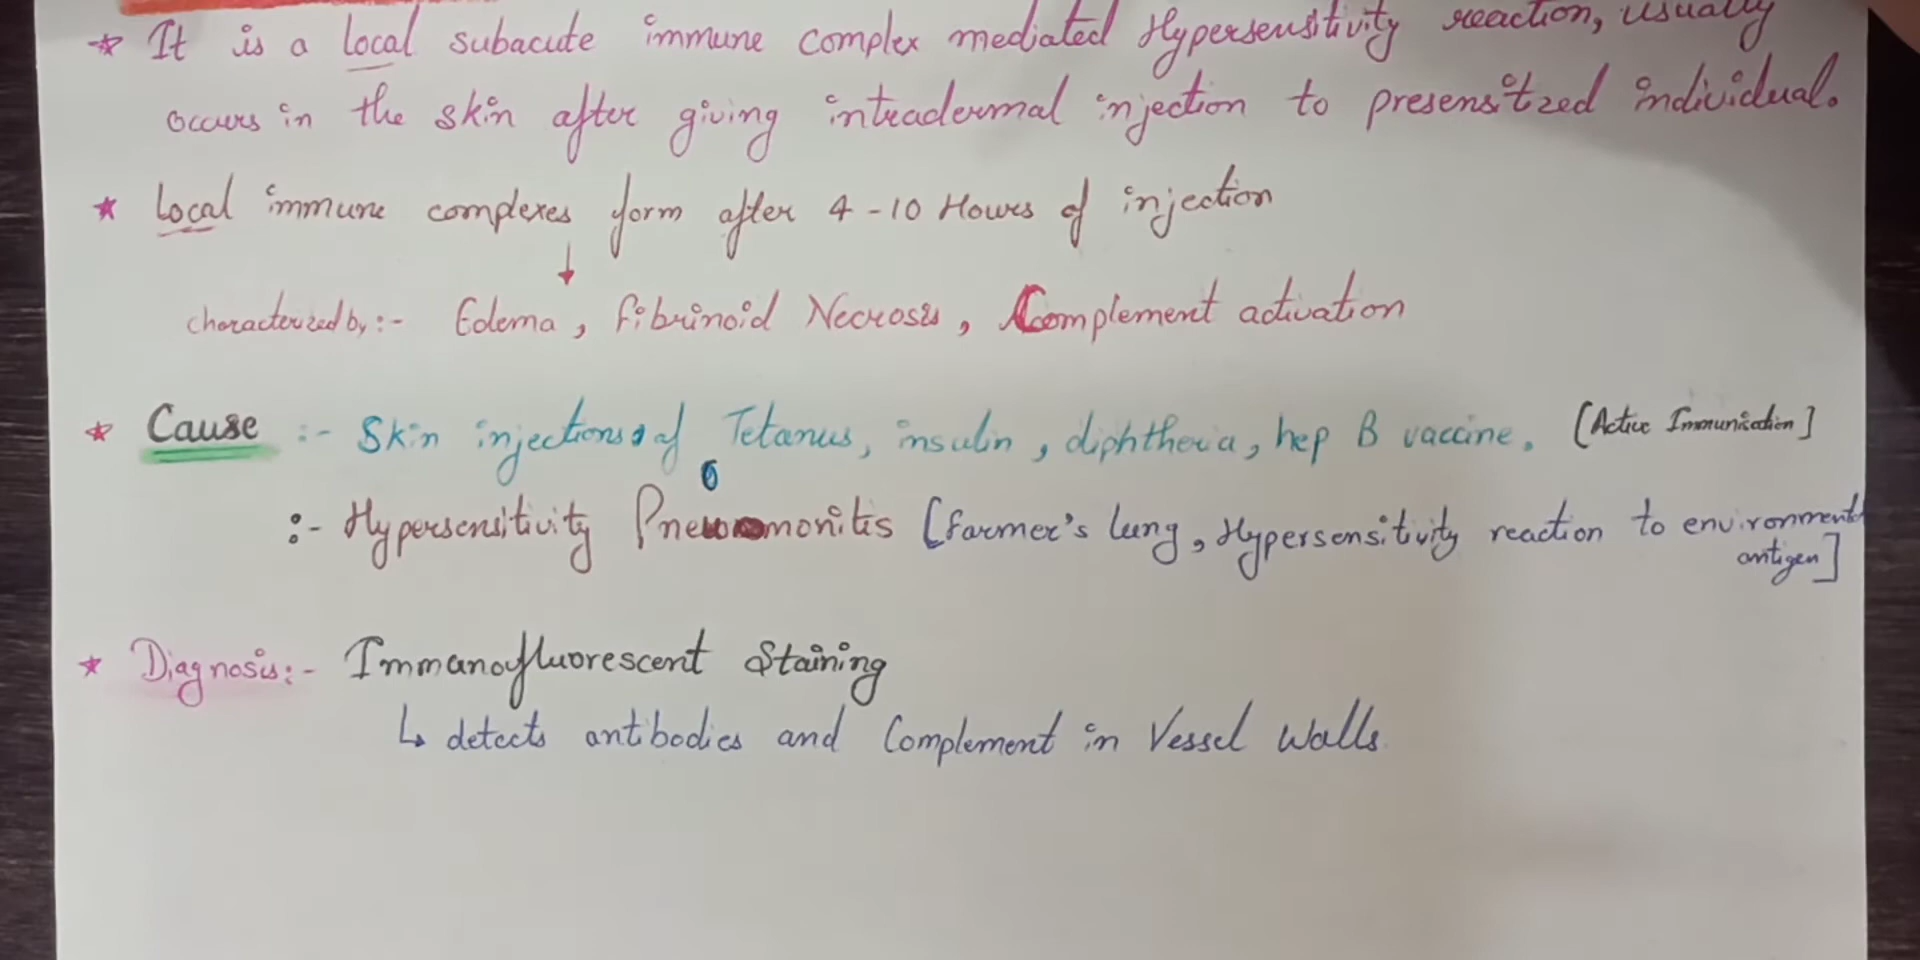 ★ It is a local subacute immune complex mediated Hypersensitivity reaction, usually
occurs in the skin after giving intradermal injection to presensitzed individual.
★ Local immune complexes form after 4-10 Hours of injection
↓
characterized by:- Edema, fibrinoid Necrosis, Complement activation
★ Cause :- Skin injections of Tetanus, insulin, diphtheria, hep B vaccine. [Active Immunisation]
:- Hypersensitivity Pneumonitis [farmer's lung, Hypersensitivity reaction to environment
antigen]
★ Diagnosis:- Immunofluorescent Staining
↳ detects antibodies and Complement in Vessel walls